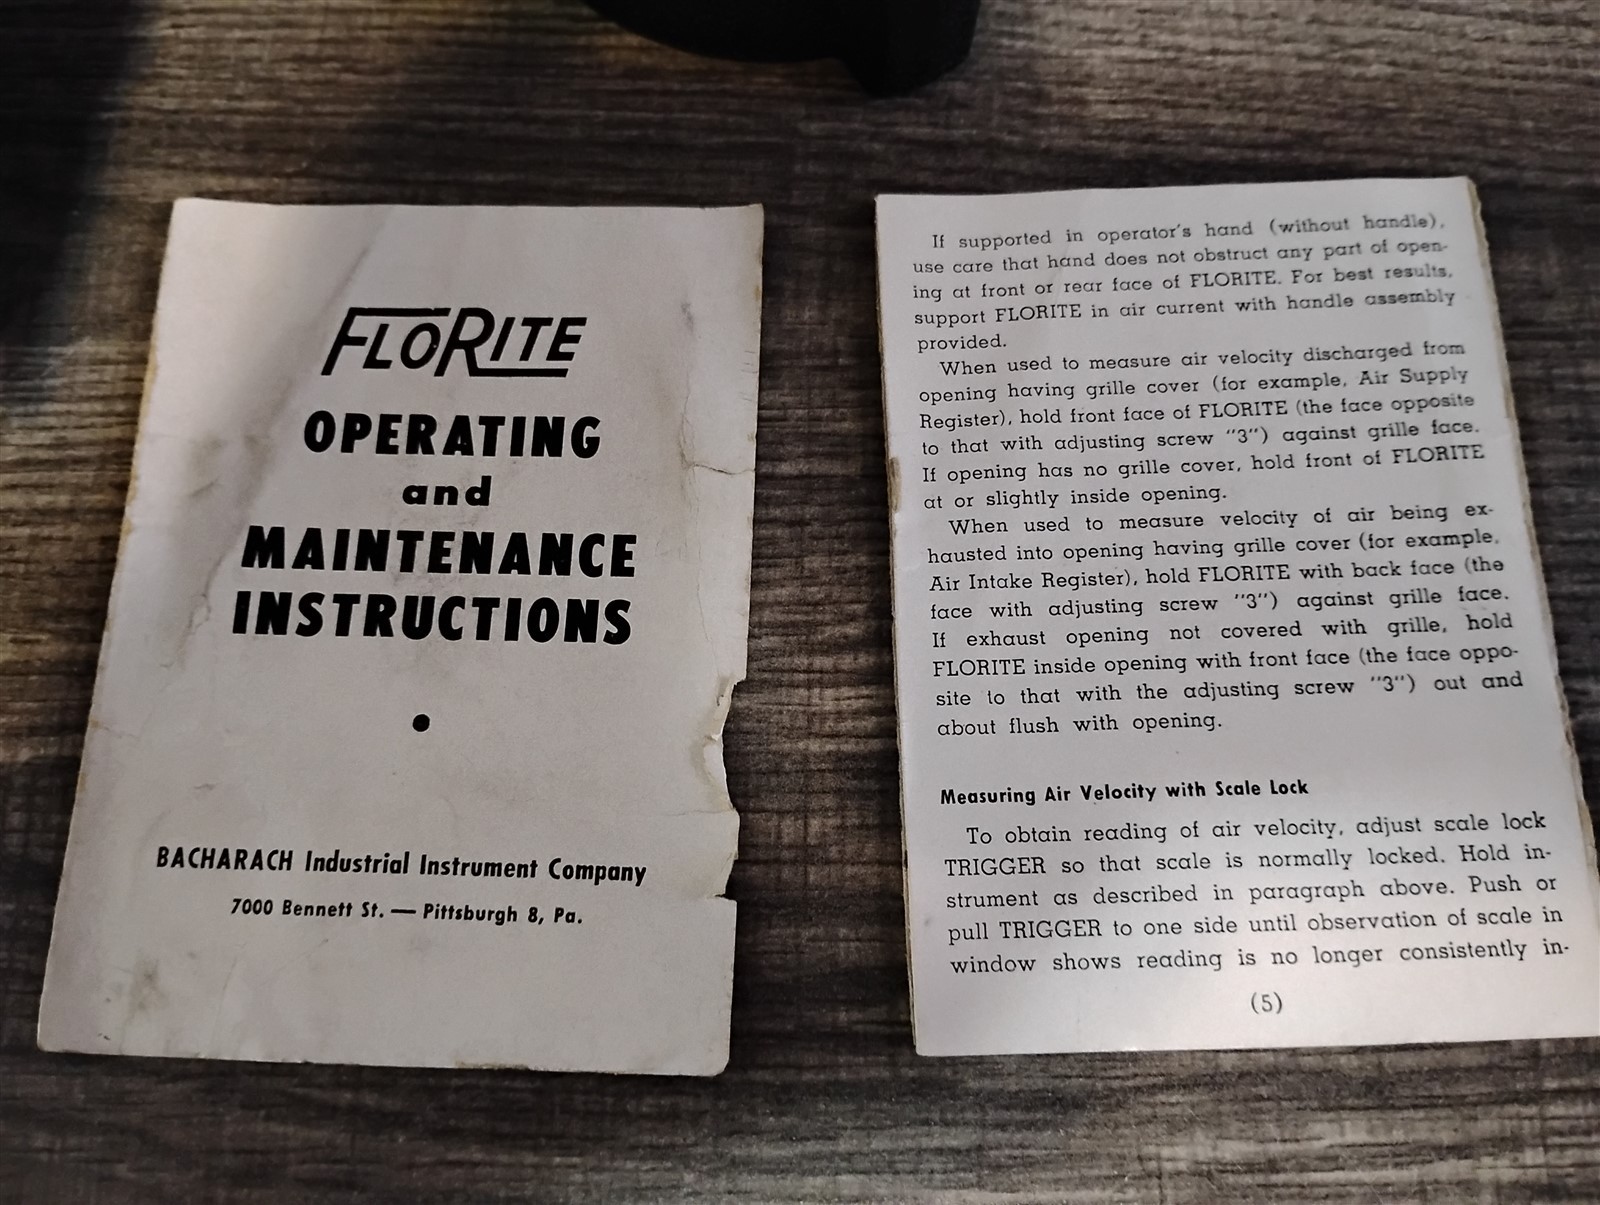 FLORITE
OPERATING
and
MAINTENANCE
INSTRUCTIONS
•
BACHARACH Industrial Instrument Company
7000 Bennett St. — Pittsburgh 8, Pa.
If supported in operator's hand (without handle),
use care that hand does not obstruct any part of open-
ing at front or rear face of FLORITE. For best results,
support FLORITE in air current with handle assembly
provided.
When used to measure air velocity discharged from
opening having grille cover (for example, Air Supply
Register), hold front face of FLORITE (the face opposite
to that with adjusting screw "3") against grille face.
If opening has no grille cover, hold front of FLORITE
at or slightly inside opening.
When used to measure velocity of air being ex-
hausted into opening having grille cover (for example,
Air Intake Register), hold FLORITE with back face (the
face with adjusting screw "3") against grille face.
If exhaust opening not covered with grille, hold
FLORITE inside opening with front face (the face oppo-
site to that with the adjusting screw "3") out and
about flush with opening.
Measuring Air Velocity with Scale Lock
To obtain reading of air velocity, adjust scale lock
TRIGGER so that scale is normally locked. Hold in-
strument as described in paragraph above. Push or
pull TRIGGER to one side until observation of scale in
window shows reading is no longer consistently in-
(5)